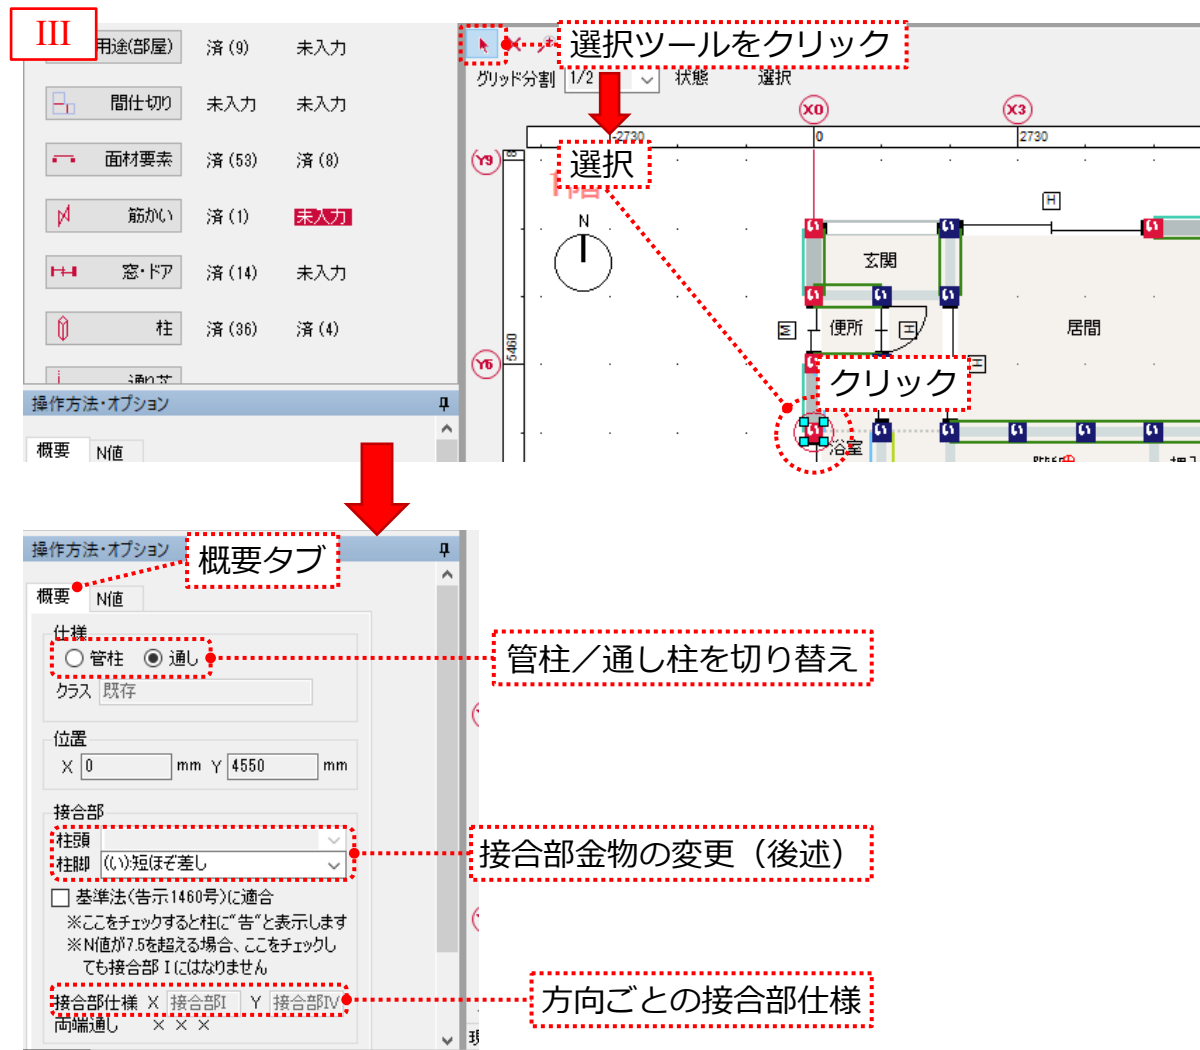 III
用途(部屋) 済(9) 未入力
間仕切り 未入力 未入力
面材要素 済(53) 済(8)
筋かい 済(1) 未入力
窓・ドア 済(14) 未入力
柱 済(36) 済(4)
通り芯
操作方法・オプション
概要 N値
選択ツールをクリック
グリッド分割 1/2 状態 選択
X0 X3
-2730 0 2730
Y9
選択
1階
N
H
玄関
便所
M
H
居間
5460
Y6
H
クリック
浴室
操作方法・オプション
概要タブ
概要 N値
仕様
管柱 通し
管柱／通し柱を切り替え
クラス 既存
位置
X 0 mm Y 4550 mm
接合部
柱頭
柱脚 (い):短ほぞ差し
接合部金物の変更（後述）
基準法(告示1460号)に適合
※ここをチェックすると柱に“告”と表示します
※N値が7.5を超える場合、ここをチェックし
ても接合部Ⅰにはなりません
接合部仕様 X 接合部Ⅰ Y 接合部Ⅳ
方向ごとの接合部仕様
両端通し × × ×